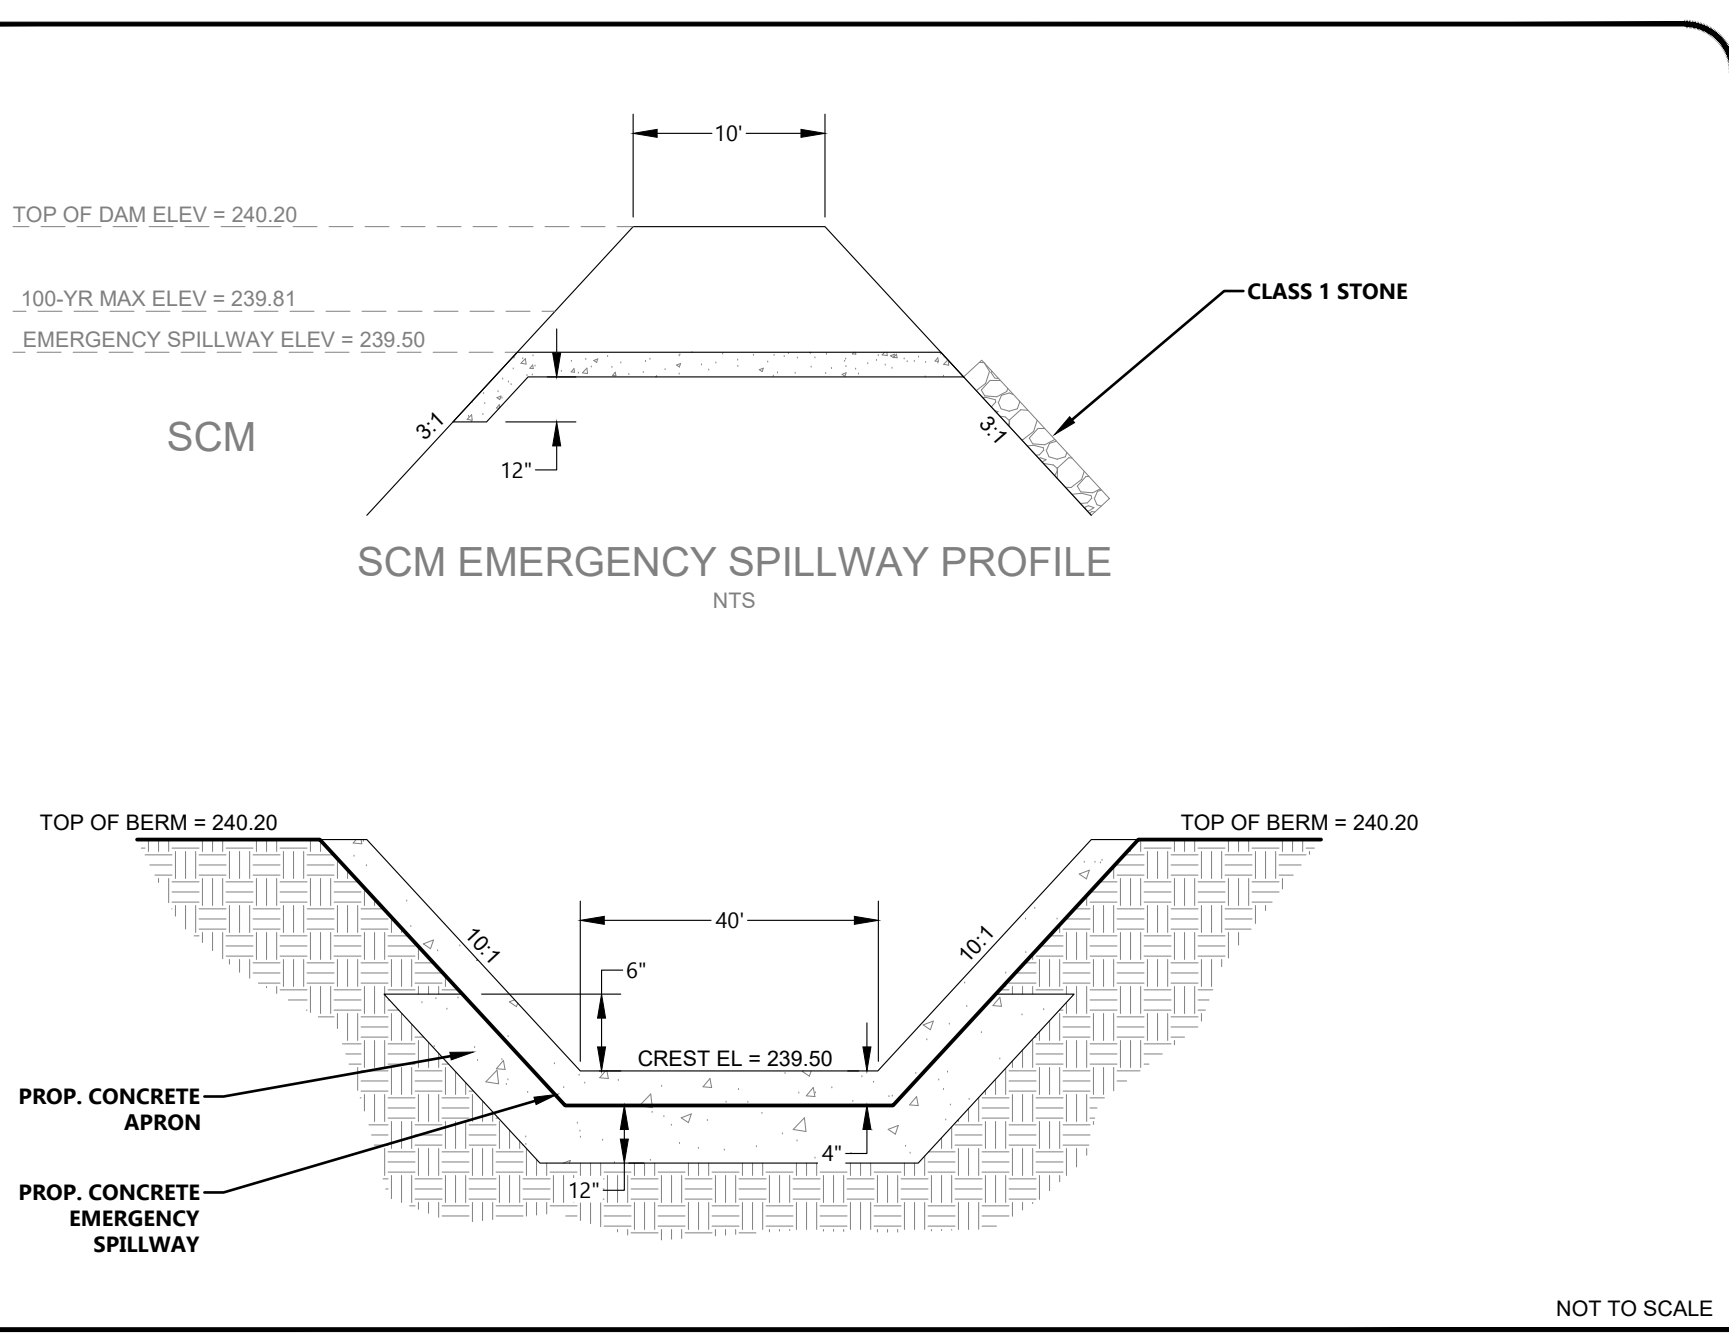 10'
TOP OF DAM ELEV = 240.20
100-YR MAX ELEV = 239.81
CLASS 1 STONE
EMERGENCY SPILLWAY ELEV = 239.50
SCM
3:1
3:1
12"
SCM EMERGENCY SPILLWAY PROFILE
NTS
TOP OF BERM = 240.20
TOP OF BERM = 240.20
40'
10:1
10:1
6"
CREST EL = 239.50
PROP. CONCRETE
APRON
4"
12"
PROP. CONCRETE
EMERGENCY
SPILLWAY
NOT TO SCALE